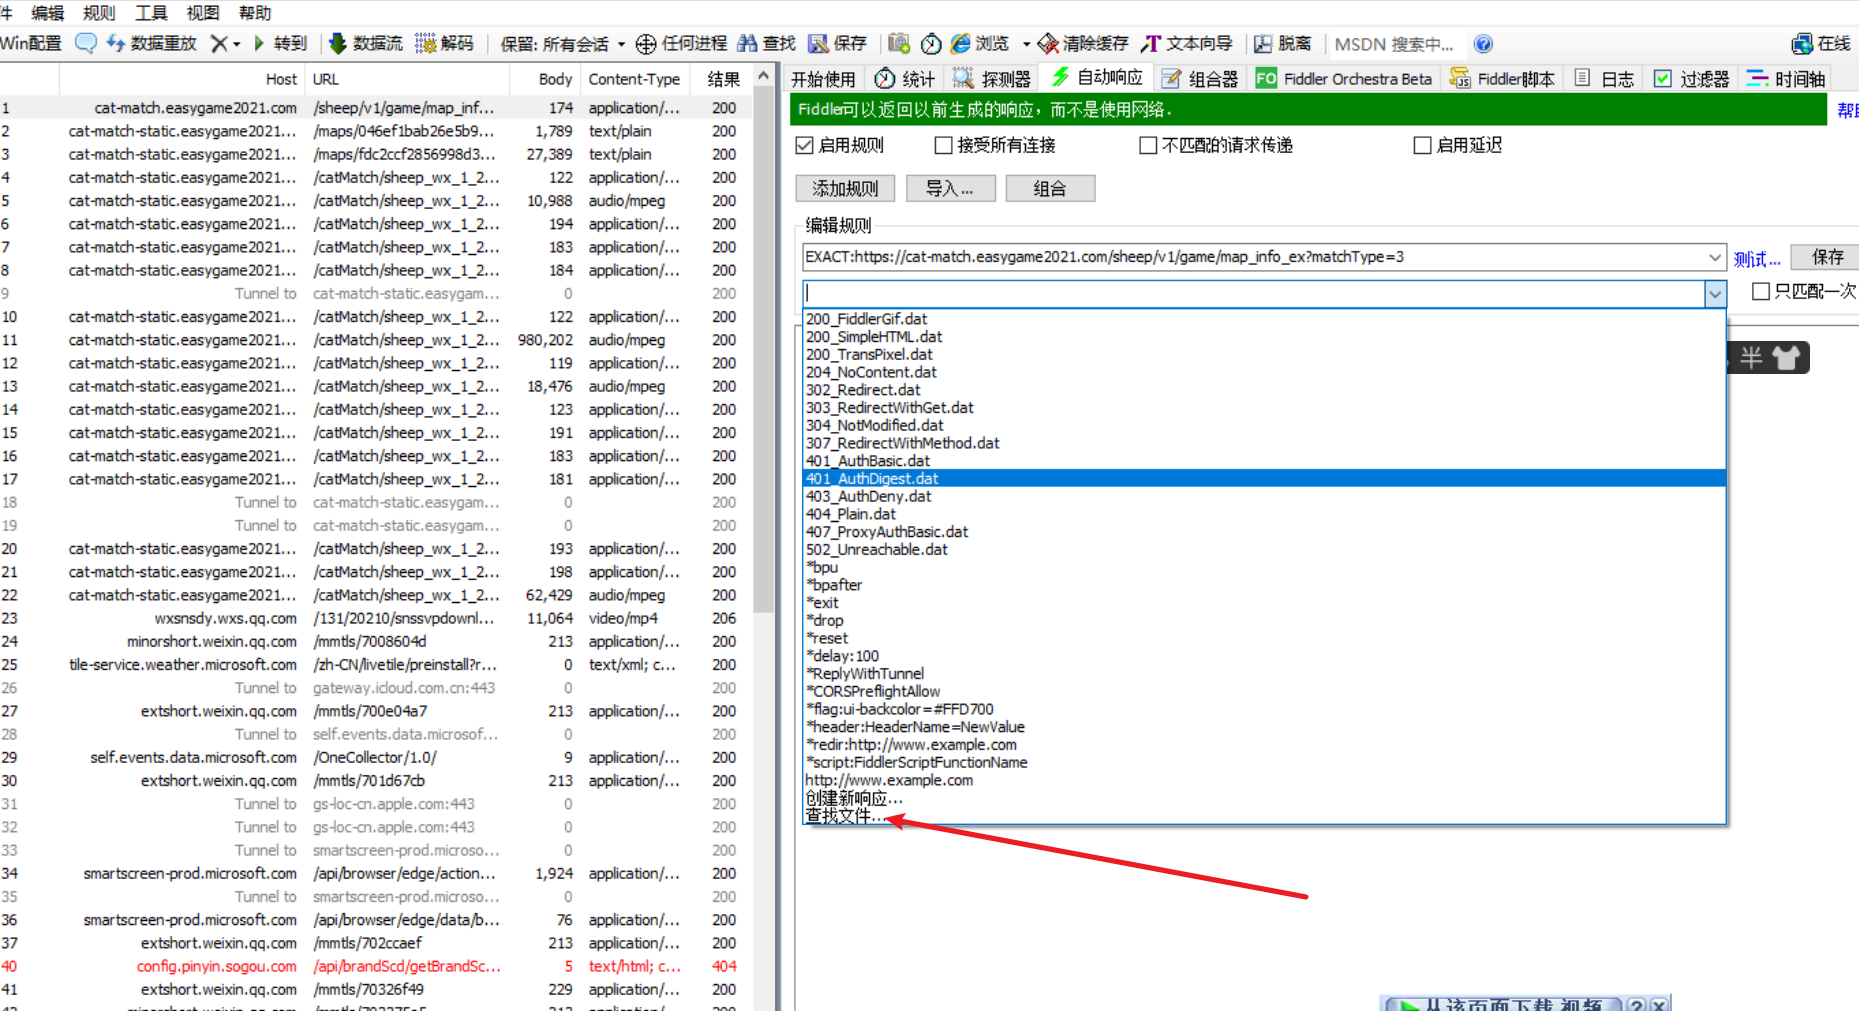 件 编辑 规则 工具 视图 帮助
Win配置 数据重放 转到 数据流 解码 保留: 所有会话 任何进程 查找 保存 浏览 清除缓存 文本向导 脱离 MSDN 搜索中... 在线
Host URL Body Content-Type 结果
1 cat-match.easygame2021.com /sheep/v1/game/map_inf... 174 application/... 200
2 cat-match-static.easygame2021... /maps/046ef1bab26e5b9... 1,789 text/plain 200
3 cat-match-static.easygame2021... /maps/fdc2ccf2856998d3... 27,389 text/plain 200
4 cat-match-static.easygame2021... /catMatch/sheep_wx_1_2... 122 application/... 200
5 cat-match-static.easygame2021... /catMatch/sheep_wx_1_2... 10,988 audio/mpeg 200
6 cat-match-static.easygame2021... /catMatch/sheep_wx_1_2... 194 application/... 200
7 cat-match-static.easygame2021... /catMatch/sheep_wx_1_2... 183 application/... 200
8 cat-match-static.easygame2021... /catMatch/sheep_wx_1_2... 184 application/... 200
9 Tunnel to cat-match-static.easygam... 0 200
10 cat-match-static.easygame2021... /catMatch/sheep_wx_1_2... 122 application/... 200
11 cat-match-static.easygame2021... /catMatch/sheep_wx_1_2... 980,202 audio/mpeg 200
12 cat-match-static.easygame2021... /catMatch/sheep_wx_1_2... 119 application/... 200
13 cat-match-static.easygame2021... /catMatch/sheep_wx_1_2... 18,476 audio/mpeg 200
14 cat-match-static.easygame2021... /catMatch/sheep_wx_1_2... 123 application/... 200
15 cat-match-static.easygame2021... /catMatch/sheep_wx_1_2... 191 application/... 200
16 cat-match-static.easygame2021... /catMatch/sheep_wx_1_2... 183 application/... 200
17 cat-match-static.easygame2021... /catMatch/sheep_wx_1_2... 181 application/... 200
18 Tunnel to cat-match-static.easygam... 0 200
19 Tunnel to cat-match-static.easygam... 0 200
20 cat-match-static.easygame2021... /catMatch/sheep_wx_1_2... 193 application/... 200
21 cat-match-static.easygame2021... /catMatch/sheep_wx_1_2... 198 application/... 200
22 cat-match-static.easygame2021... /catMatch/sheep_wx_1_2... 62,429 audio/mpeg 200
23 wxsnsdy.wxs.qq.com /131/20210/snssvpdownl... 11,064 video/mp4 206
24 minorshort.weixin.qq.com /mmtls/7008604d 213 application/... 200
25 tile-service.weather.microsoft.com /zh-CN/livetile/preinstall?r... 0 text/xml; c... 200
26 Tunnel to gateway.icloud.com.cn:443 0 200
27 extshort.weixin.qq.com /mmtls/700e04a7 213 application/... 200
28 Tunnel to self.events.data.microsof... 0 200
29 self.events.data.microsoft.com /OneCollector/1.0/ 9 application/... 200
30 extshort.weixin.qq.com /mmtls/701d67cb 213 application/... 200
31 Tunnel to gs-loc-cn.apple.com:443 0 200
32 Tunnel to gs-loc-cn.apple.com:443 0 200
33 Tunnel to smartscreen-prod.microso... 0 200
34 smartscreen-prod.microsoft.com /api/browser/edge/action... 1,924 application/... 200
35 Tunnel to smartscreen-prod.microso... 0 200
36 smartscreen-prod.microsoft.com /api/browser/edge/data/b... 76 application/... 200
37 extshort.weixin.qq.com /mmtls/702ccaef 213 application/... 200
40 config.pinyin.sogou.com /api/brandScd/getBrandSc... 5 text/html; c... 404
41 extshort.weixin.qq.com /mmtls/70326f49 229 application/... 200
开始使用 统计 探测器 自动响应 组合器 FO Fiddler Orchestra Beta Fiddler脚本 日志 过滤器 时间轴
Fiddler可以返回以前生成的响应，而不是使用网络. 帮助
启用规则 接受所有连接 不匹配的请求传递 启用延迟
添加规则 导入... 组合
编辑规则
EXACT:https://cat-match.easygame2021.com/sheep/v1/game/map_info_ex?matchType=3 测试... 保存
只匹配一次
200_FiddlerGif.dat
200_SimpleHTML.dat
200_TransPixel.dat
204_NoContent.dat
302_Redirect.dat
303_RedirectWithGet.dat
304_NotModified.dat
307_RedirectWithMethod.dat
401_AuthBasic.dat
401_AuthDigest.dat
403_AuthDeny.dat
404_Plain.dat
407_ProxyAuthBasic.dat
502_Unreachable.dat
*bpu
*bpafter
*exit
*drop
*reset
*delay:100
*ReplyWithTunnel
*CORSPreflightAllow
*flag:ui-backcolor=#FFD700
*header:HeaderName=NewValue
*redir:http://www.example.com
*script:FiddlerScriptFunctionName
http://www.example.com
创建新响应...
查找文件...
半
从该页面下载 视频